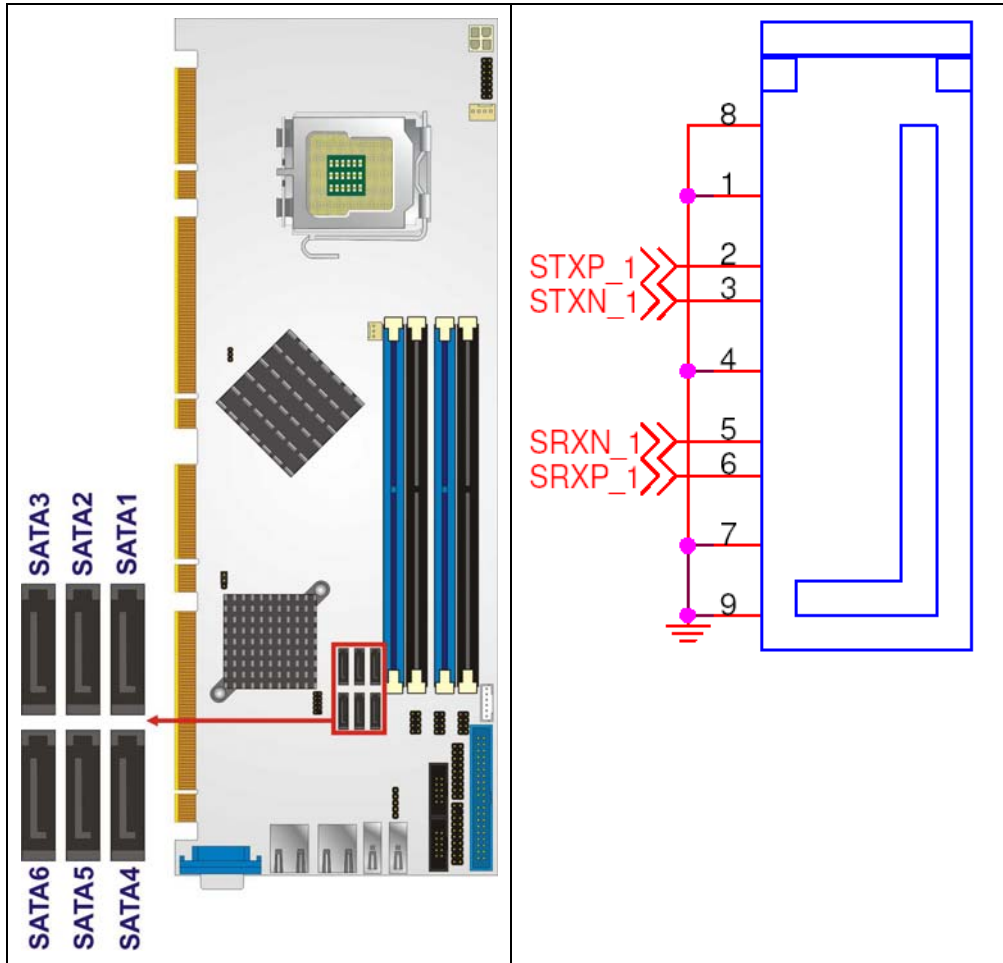 SATA3
SATA2
SATA1
SATA6
SATA5
SATA4
8
1
STXP_1
2
STXN_1
3
4
SRXN_1
5
SRXP_1
6
7
9